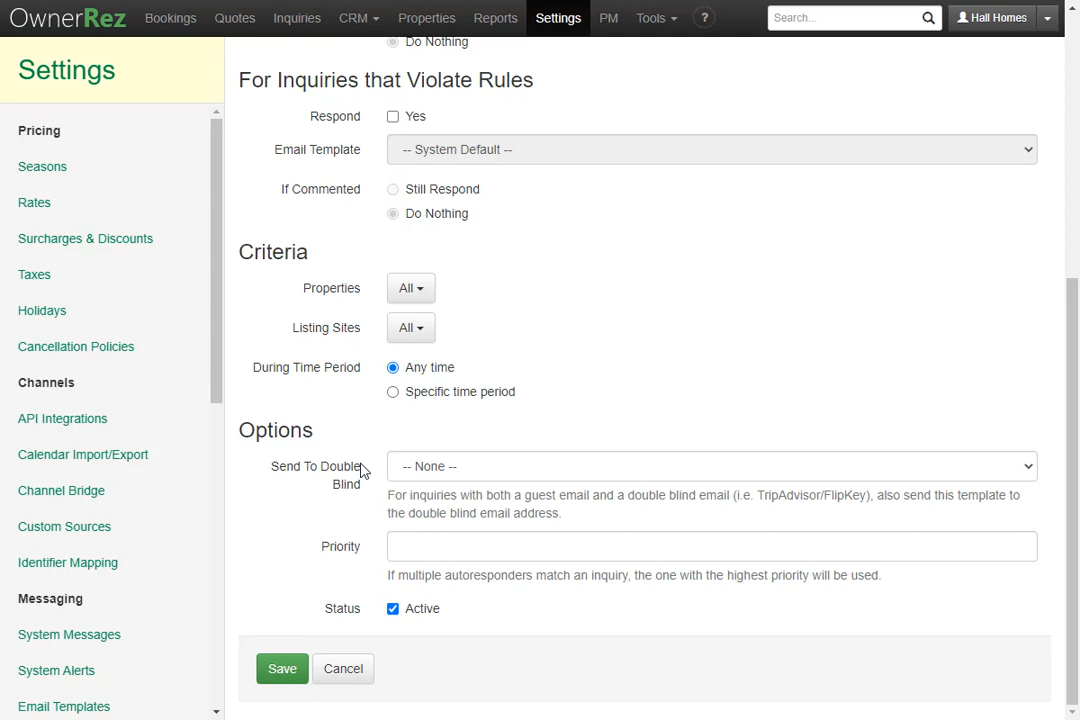 OwnerRez Bookings Quotes Inquiries CRM Properties Reports Settings PM Tools ? Search... Hall Homes
Settings
Pricing
Seasons
Rates
Surcharges & Discounts
Taxes
Holidays
Cancellation Policies
Channels
API Integrations
Calendar Import/Export
Channel Bridge
Custom Sources
Identifier Mapping
Messaging
System Messages
System Alerts
Email Templates
Do Nothing
For Inquiries that Violate Rules
Respond Yes
Email Template -- System Default --
If Commented Still Respond
Do Nothing
Criteria
Properties All
Listing Sites All
During Time Period Any time
Specific time period
Options
Send To Double -- None --
Blind
For inquiries with both a guest email and a double blind email (i.e. TripAdvisor/FlipKey), also send this template to
the double blind email address.
Priority
If multiple autoresponders match an inquiry, the one with the highest priority will be used.
Status Active
Save Cancel